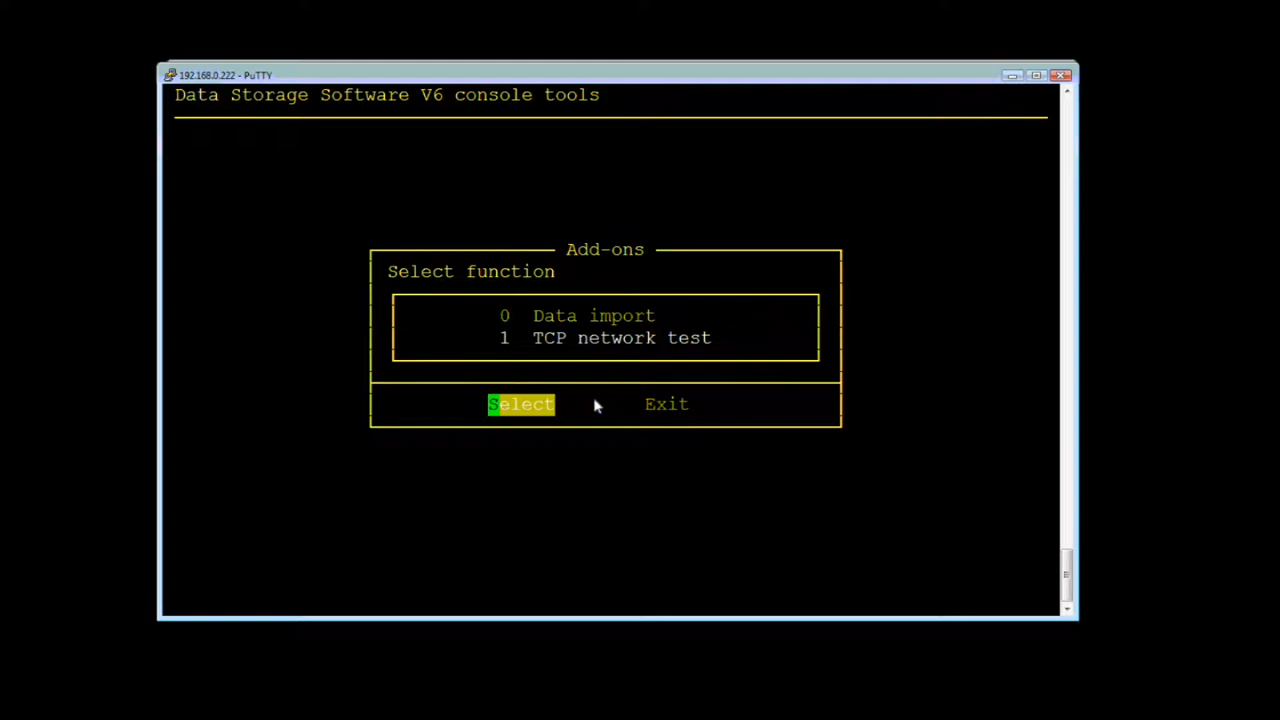 192.168.0.222 - PuTTY
Data Storage Software V6 console tools
Add-ons
Select function
0 Data import
1 TCP network test
Select Exit